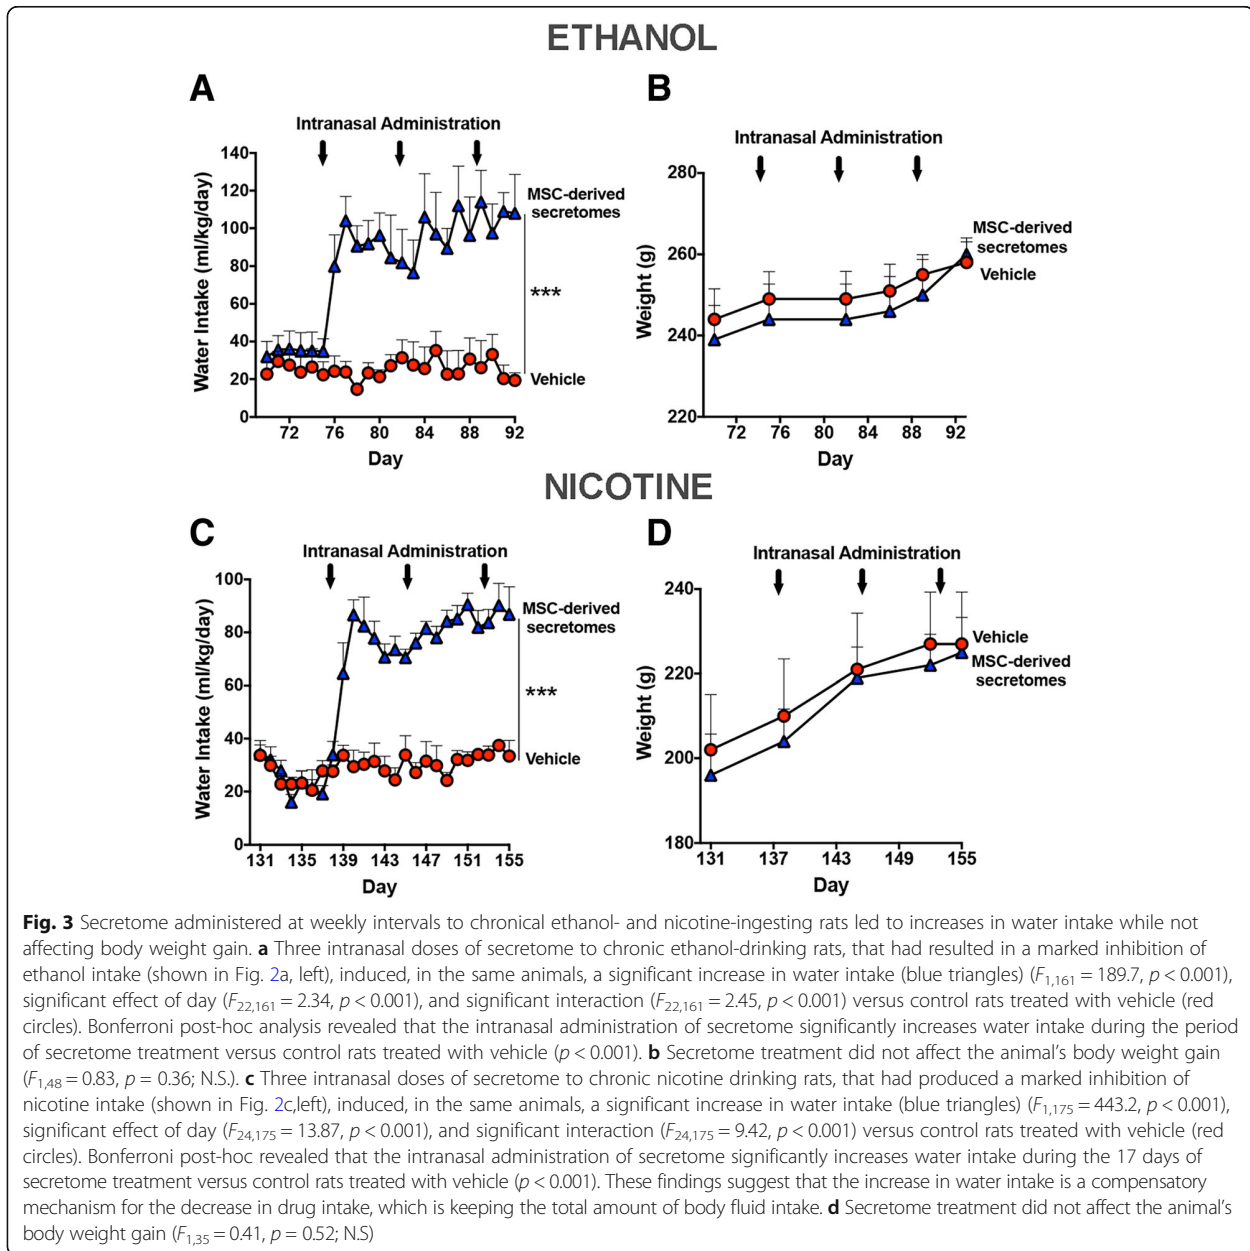 ETHANOL
A
Intranasal Administration
140
120
100
80
60
40
20
0
Water Intake (ml/kg/day)
72 76 80 84 88 92
Day
MSC-derived
secretomes
***
Vehicle
B
Intranasal Administration
280
260
240
220
Weight (g)
72 76 80 84 88 92
Day
MSC-derived
secretomes
Vehicle
NICOTINE
C
Intranasal Administration
100
80
60
40
20
0
Water Intake (ml/kg/day)
131 135 139 143 147 151 155
Day
MSC-derived
secretomes
***
Vehicle
D
Intranasal Administration
240
220
200
180
Weight (g)
131 137 143 149 155
Day
Vehicle
MSC-derived
secretomes
Fig. 3 Secretome administered at weekly intervals to chronical ethanol- and nicotine-ingesting rats led to increases in water intake while not
affecting body weight gain. a Three intranasal doses of secretome to chronic ethanol-drinking rats, that had resulted in a marked inhibition of
ethanol intake (shown in Fig. 2a, left), induced, in the same animals, a significant increase in water intake (blue triangles) (F1,161 = 189.7, p < 0.001),
significant effect of day (F22,161 = 2.34, p < 0.001), and significant interaction (F22,161 = 2.45, p < 0.001) versus control rats treated with vehicle (red
circles). Bonferroni post-hoc analysis revealed that the intranasal administration of secretome significantly increases water intake during the period
of secretome treatment versus control rats treated with vehicle (p < 0.001). b Secretome treatment did not affect the animal's body weight gain
(F1,48 = 0.83, p = 0.36; N.S.). c Three intranasal doses of secretome to chronic nicotine drinking rats, that had produced a marked inhibition of
nicotine intake (shown in Fig. 2c,left), induced, in the same animals, a significant increase in water intake (blue triangles) (F1,175 = 443.2, p < 0.001),
significant effect of day (F24,175 = 13.87, p < 0.001), and significant interaction (F24,175 = 9.42, p < 0.001) versus control rats treated with vehicle (red
circles). Bonferroni post-hoc revealed that the intranasal administration of secretome significantly increases water intake during the 17 days of
secretome treatment versus control rats treated with vehicle (p < 0.001). These findings suggest that the increase in water intake is a compensatory
mechanism for the decrease in drug intake, which is keeping the total amount of body fluid intake. d Secretome treatment did not affect the animal's
body weight gain (F1,35 = 0.41, p = 0.52; N.S)